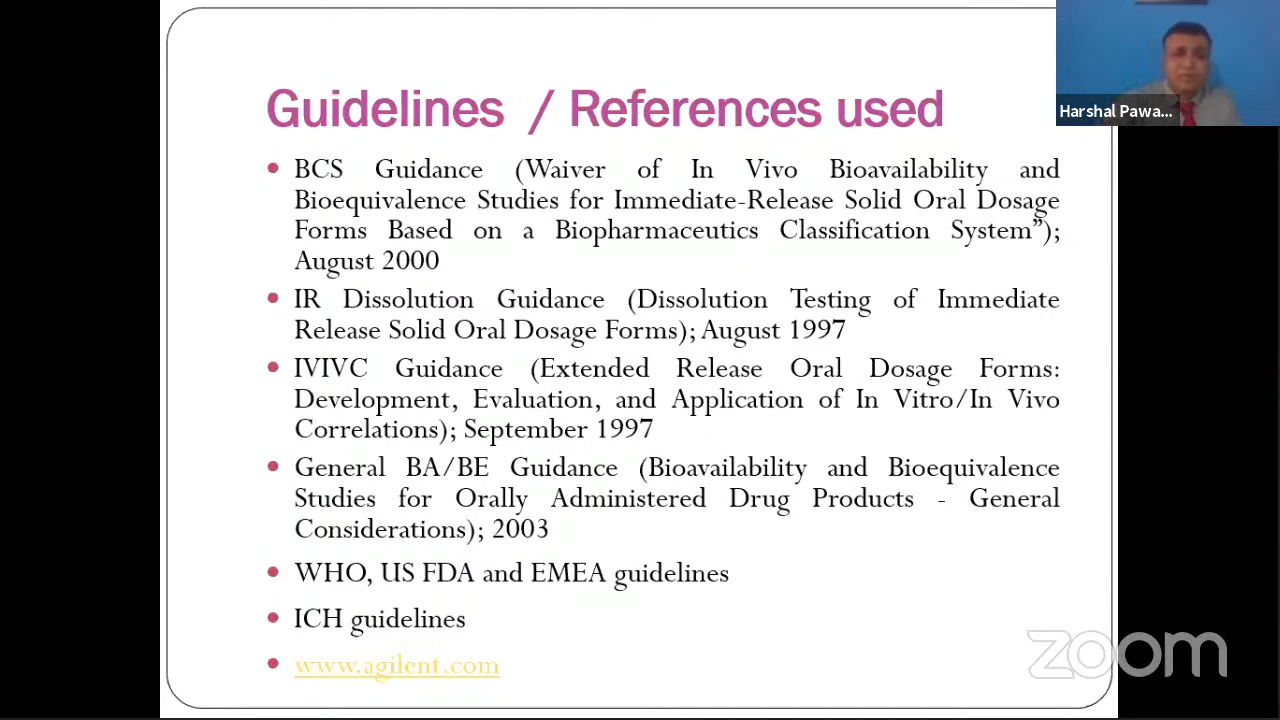 Guidelines / References used
Harshal Pawa...
• BCS Guidance (Waiver of In Vivo Bioavailability and
Bioequivalence Studies for Immediate-Release Solid Oral Dosage
Forms Based on a Biopharmaceutics Classification System”);
August 2000
• IR Dissolution Guidance (Dissolution Testing of Immediate
Release Solid Oral Dosage Forms); August 1997
• IVIVC Guidance (Extended Release Oral Dosage Forms:
Development, Evaluation, and Application of In Vitro/In Vivo
Correlations); September 1997
• General BA/BE Guidance (Bioavailability and Bioequivalence
Studies for Orally Administered Drug Products - General
Considerations); 2003
• WHO, US FDA and EMEA guidelines
• ICH guidelines
• www.agilent.com
zoom